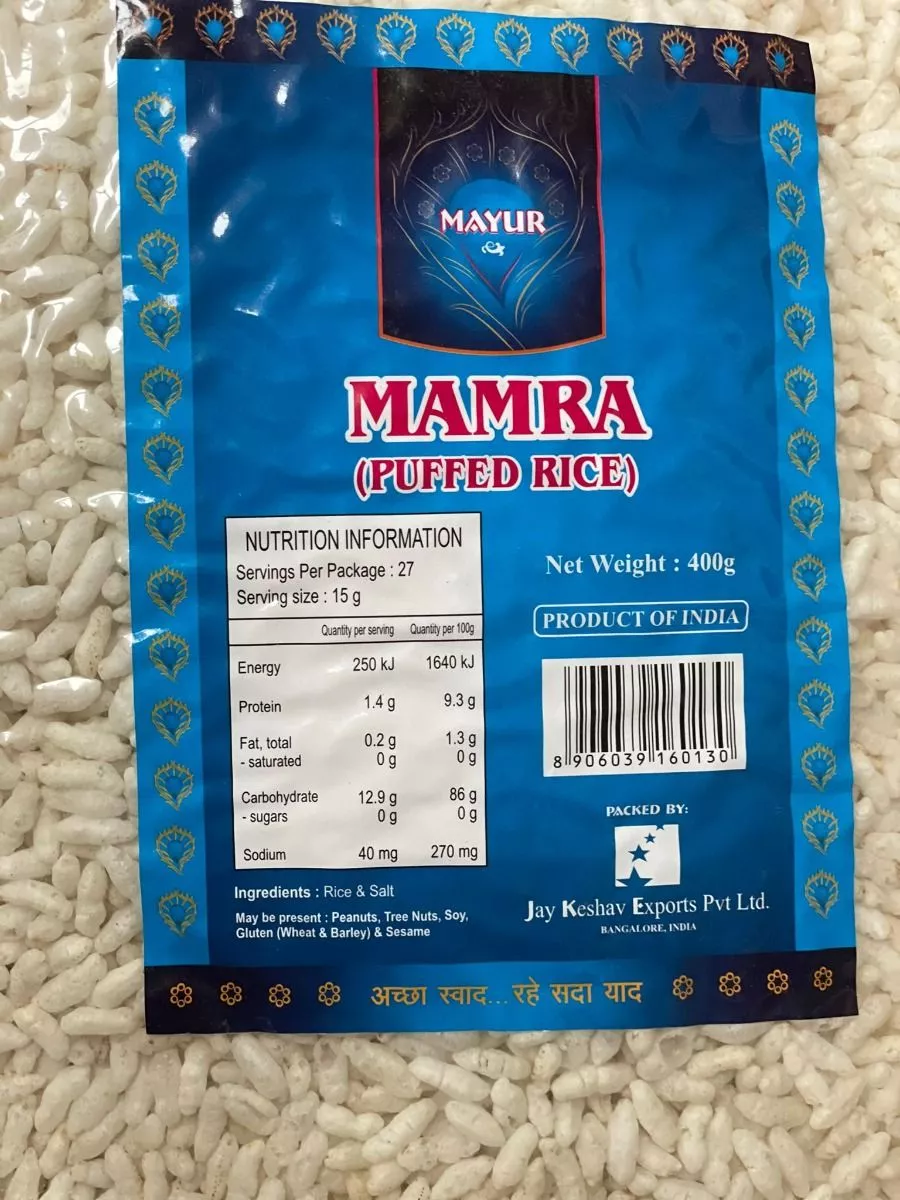 MAYUR
MAMRA
(PUFFED RICE)
NUTRITION INFORMATION
Servings Per Package : 27
Serving size : 15 g
Quantity per serving Quantity per 100g
Energy 250 kJ 1640 kJ
Protein 1.4 g 9.3 g
Fat, total 0.2 g 1.3 g
- saturated 0 g 0 g
Carbohydrate 12.9 g 86 g
- sugars 0 g 0 g
Sodium 40 mg 270 mg
Ingredients : Rice & Salt
May be present : Peanuts, Tree Nuts, Soy,
Gluten (Wheat & Barley) & Sesame
Net Weight : 400g
PRODUCT OF INDIA
8 906039 160130
PACKED BY:
Jay Keshav Exports Pvt Ltd.
BANGALORE, INDIA
अच्छा स्वाद...रहे सदा याद